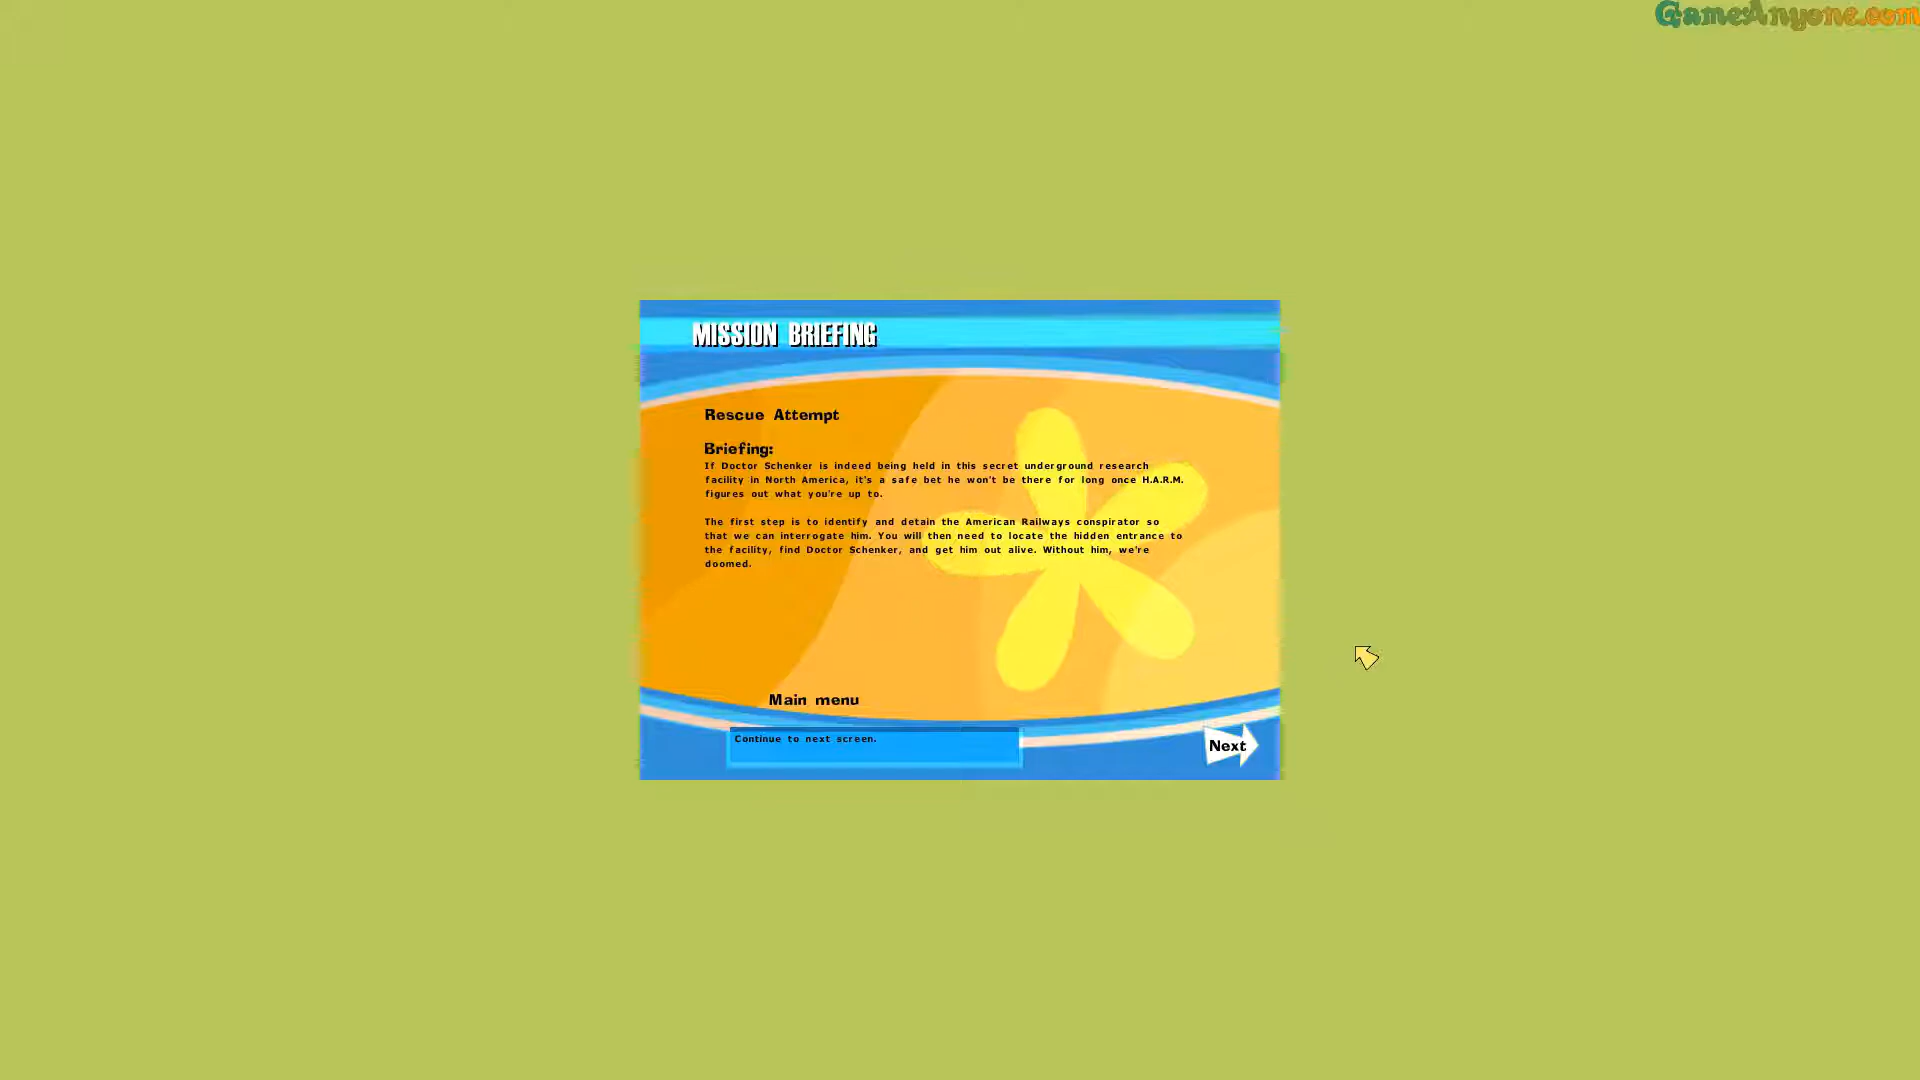 GameAnyone.com
MISSION BRIEFING
Rescue Attempt
Briefing:
If Doctor Schenker is indeed being held in this secret underground research
facility in North America, it's a safe bet he won't be there for long once H.A.R.M.
figures out what you're up to.
The first step is to identify and detain the American Railways conspirator so
that we can interrogate him. You will then need to locate the hidden entrance to
the facility, find Doctor Schenker, and get him out alive. Without him, we're
doomed.
Main menu
Continue to next screen.
Next